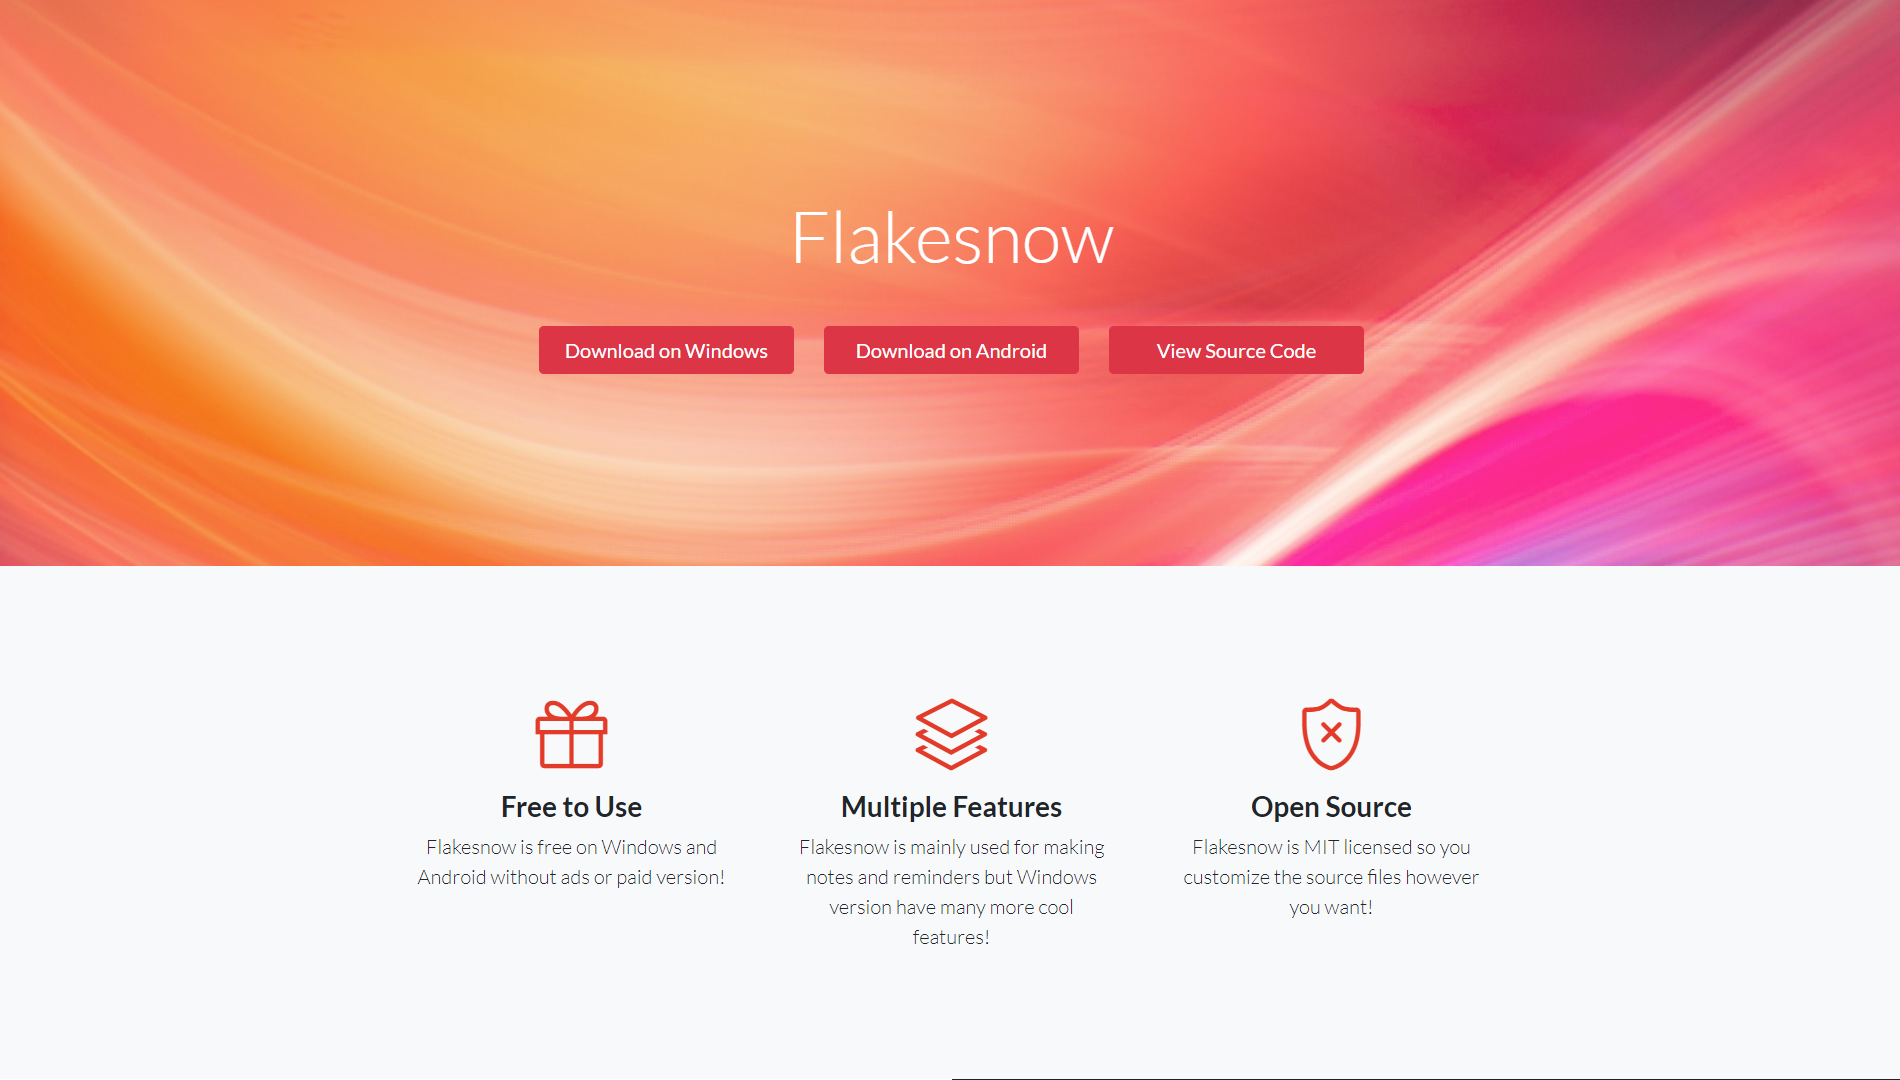 Flakesnow
Download on Windows
Download on Android
View Source Code
Free to Use
Flakesnow is free on Windows and
Android without ads or paid version!
Multiple Features
Flakesnow is mainly used for making
notes and reminders but Windows
version have many more cool
features!
Open Source
Flakesnow is MIT licensed so you
customize the source files however
you want!